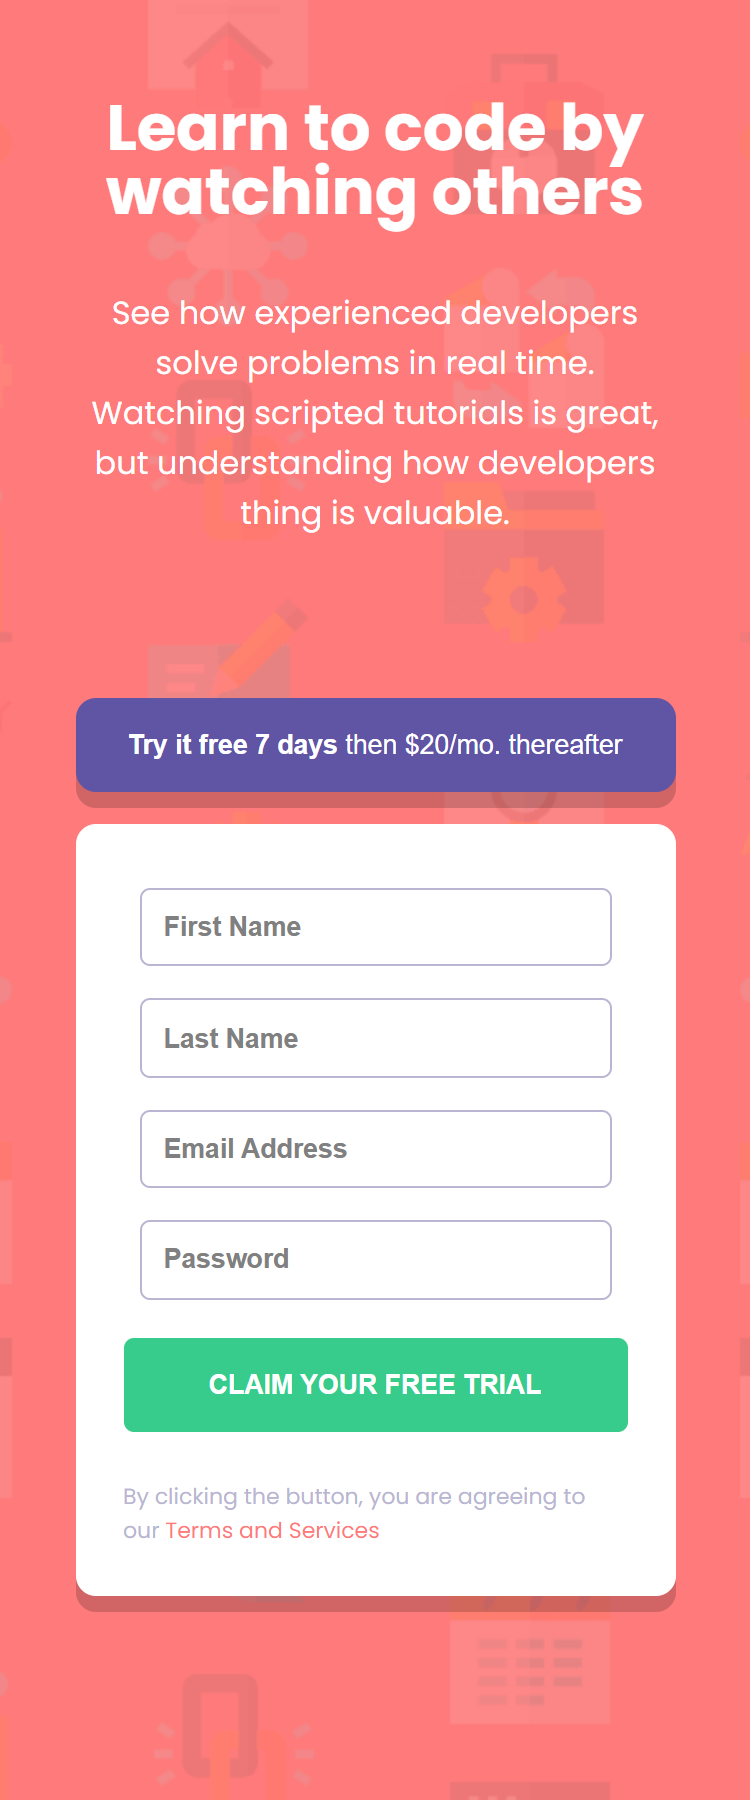 Learn to code by
watching others
See how experienced developers
solve problems in real time.
Watching scripted tutorials is great,
but understanding how developers
thing is valuable.
Try it free 7 days then $20/mo. thereafter
First Name
Last Name
Email Address
Password
CLAIM YOUR FREE TRIAL
By clicking the button, you are agreeing to
our Terms and Services